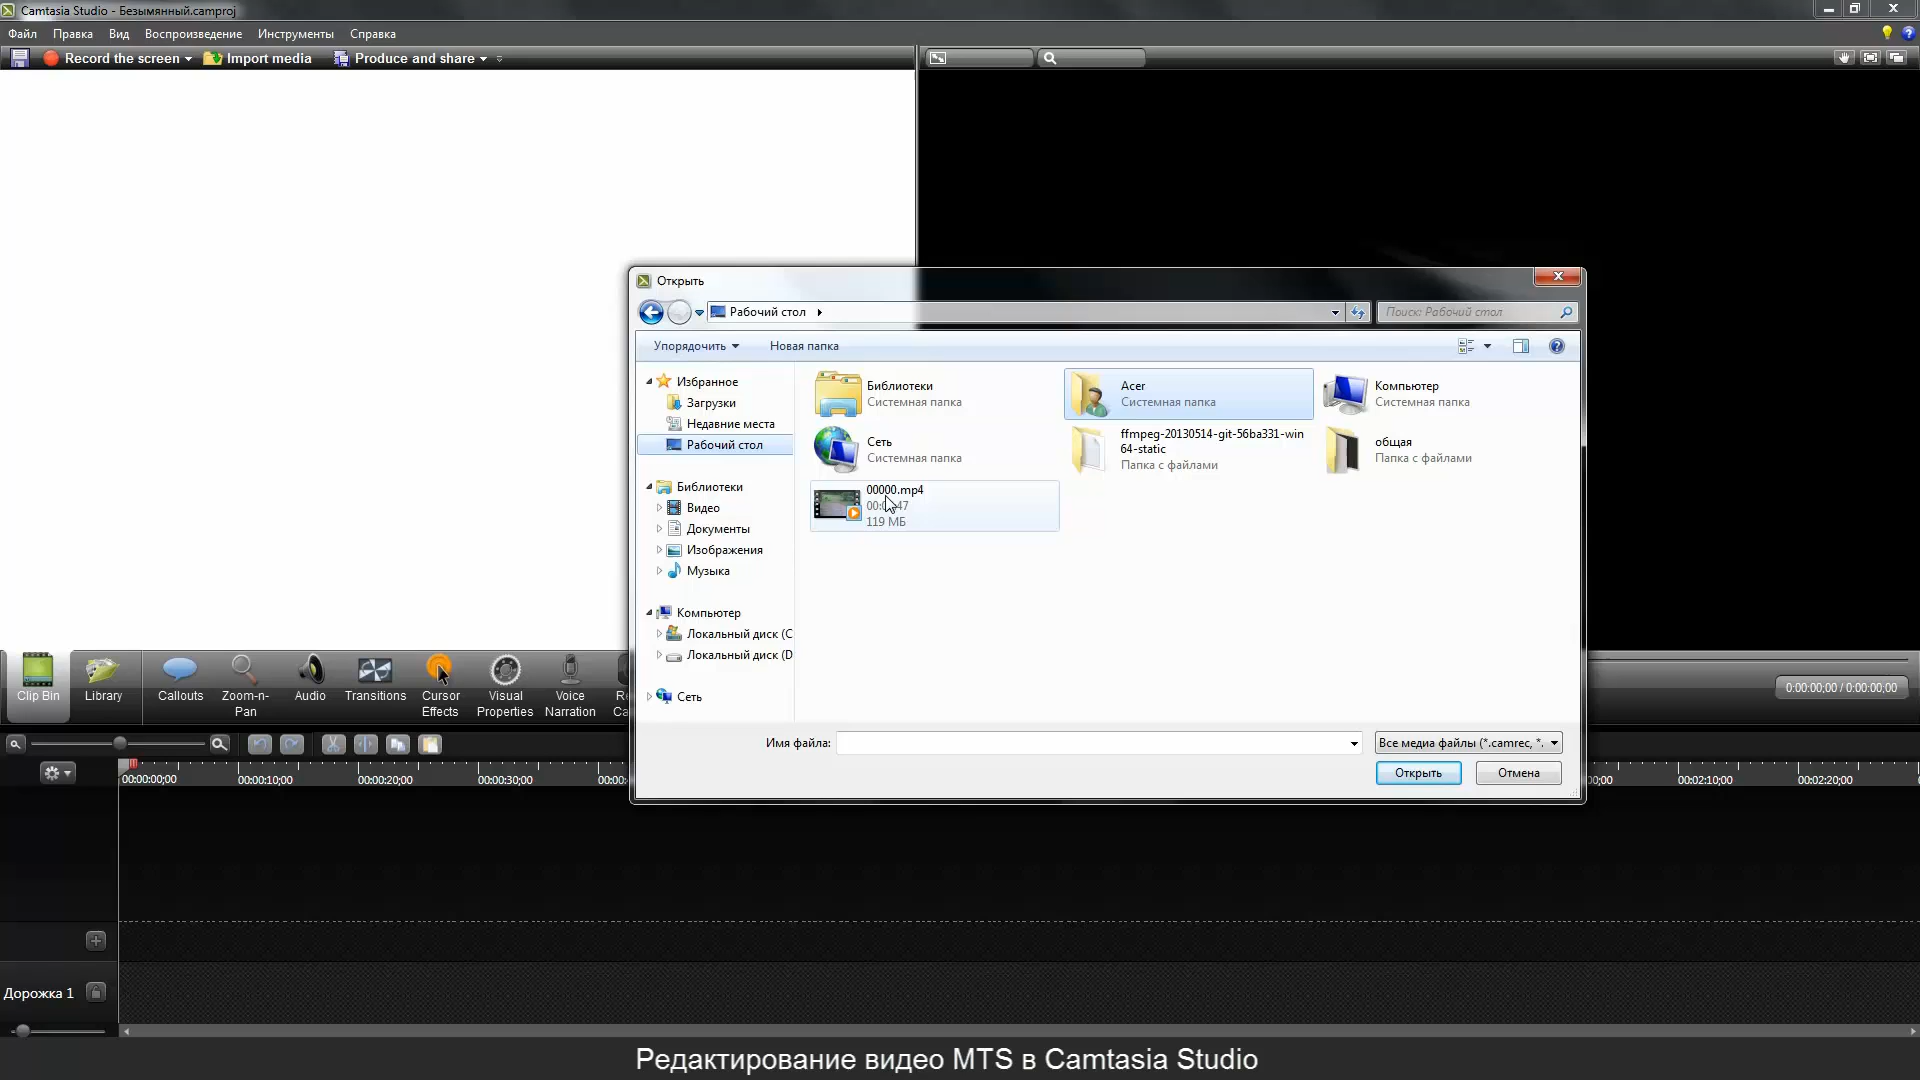 Camtasia Studio - Безымянный.camproj
Файл Правка Вид Воспроизведение Инструменты Справка
Record the screen Import media Produce and share
Открыть
Рабочий стол
Поиск: Рабочий стол
Упорядочить Новая папка
Избранное
Загрузки
Недавние места
Рабочий стол
Библиотеки
Видео
Документы
Изображения
Музыка
Компьютер
Локальный диск (C
Локальный диск (D
Сеть
Библиотеки
Системная папка
Acer
Системная папка
Компьютер
Системная папка
Сеть
Системная папка
ffmpeg-20130514-git-56ba331-win
64-static
Папка с файлами
общая
Папка с файлами
00000.mp4
119 МБ
Имя файла:
Все медиа файлы (*.camrec, *.
Открыть Отмена
Clip Bin
Library
Callouts
Zoom-n-
Pan
Audio
Transitions
Cursor
Effects
Visual
Properties
Voice
Narration
0:00:00;00 / 0:00:00;00
00:00:00;00 00:00:10;00 00:00:20;00 00:00:30;00 00:02:10;00 00:02:20;00
Дорожка 1
Редактирование видео MTS в Camtasia Studio